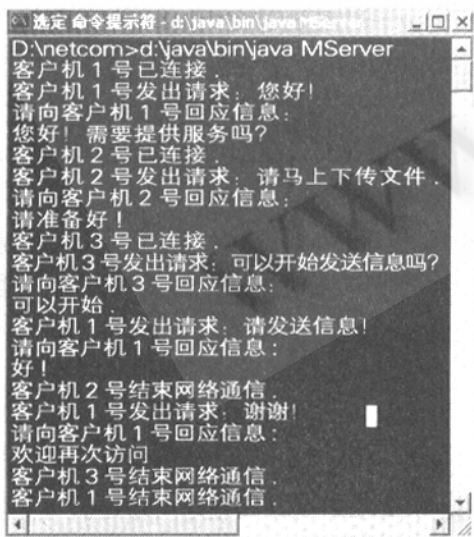 选定 命令提示符 - d:\java\bin\java MServer
D:\netcom>d:\java\bin\java MServer
客户机1号已连接.
客户机1号发出请求: 您好!
请向客户机1号回应信息:
您好! 需要提供服务吗?
客户机2号已连接.
客户机2号发出请求: 请马上下传文件.
请向客户机2号回应信息:
请准备好!
客户机3号已连接.
客户机3号发出请求: 可以开始发送信息吗?
请向客户机3号回应信息:
可以开始.
客户机1号发出请求: 请发送信息!
请向客户机1号回应信息:
好!
客户机2号结束网络通信.
客户机1号发出请求: 谢谢!
请向客户机1号回应信息:
欢迎再次访问
客户机3号结束网络通信.
客户机1号结束网络通信.